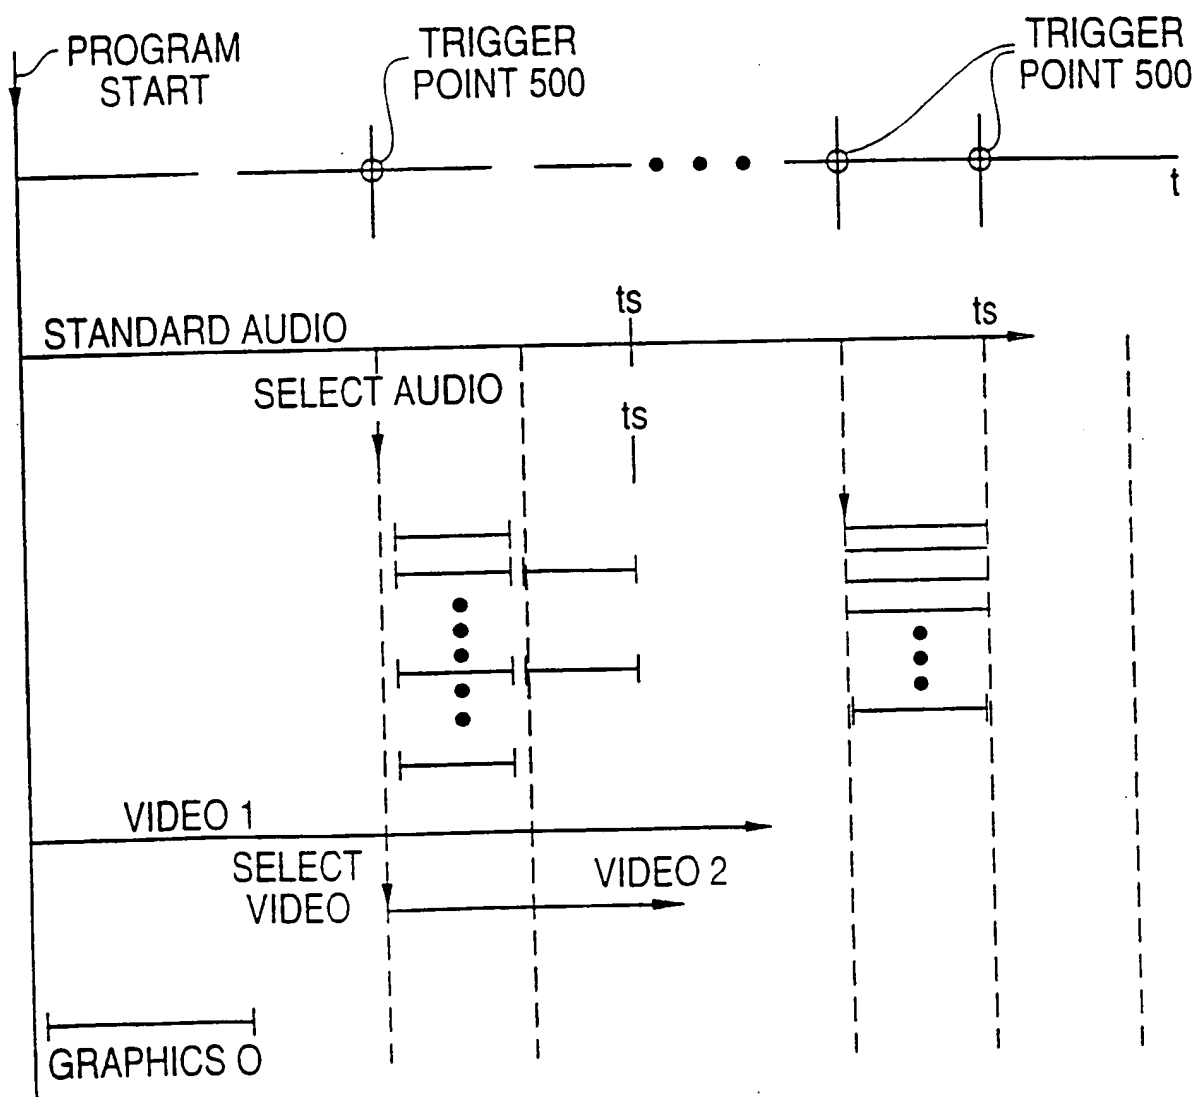 PROGRAM
START
TRIGGER
POINT 500
TRIGGER
POINT 500
t
STANDARD AUDIO
ts
ts
SELECT AUDIO
ts
VIDEO 1
SELECT
VIDEO
VIDEO 2
GRAPHICS O